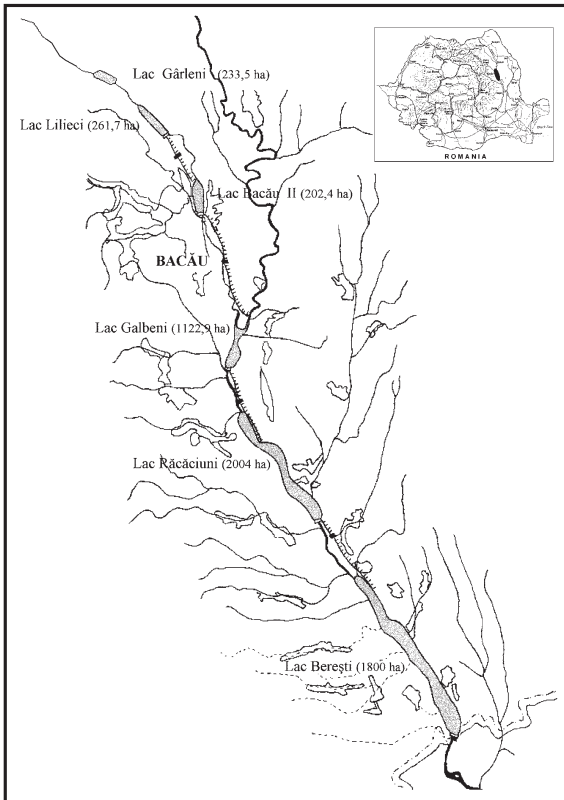 Lac Gârleni (233,5 ha)
Lac Lilieci (261,7 ha)
Lac Bacău II (202,4 ha)
BACĂU
Lac Galbeni (1122,9 ha)
Lac Răcăciuni (2004 ha)
Lac Berești (1800 ha)
ROMANIA